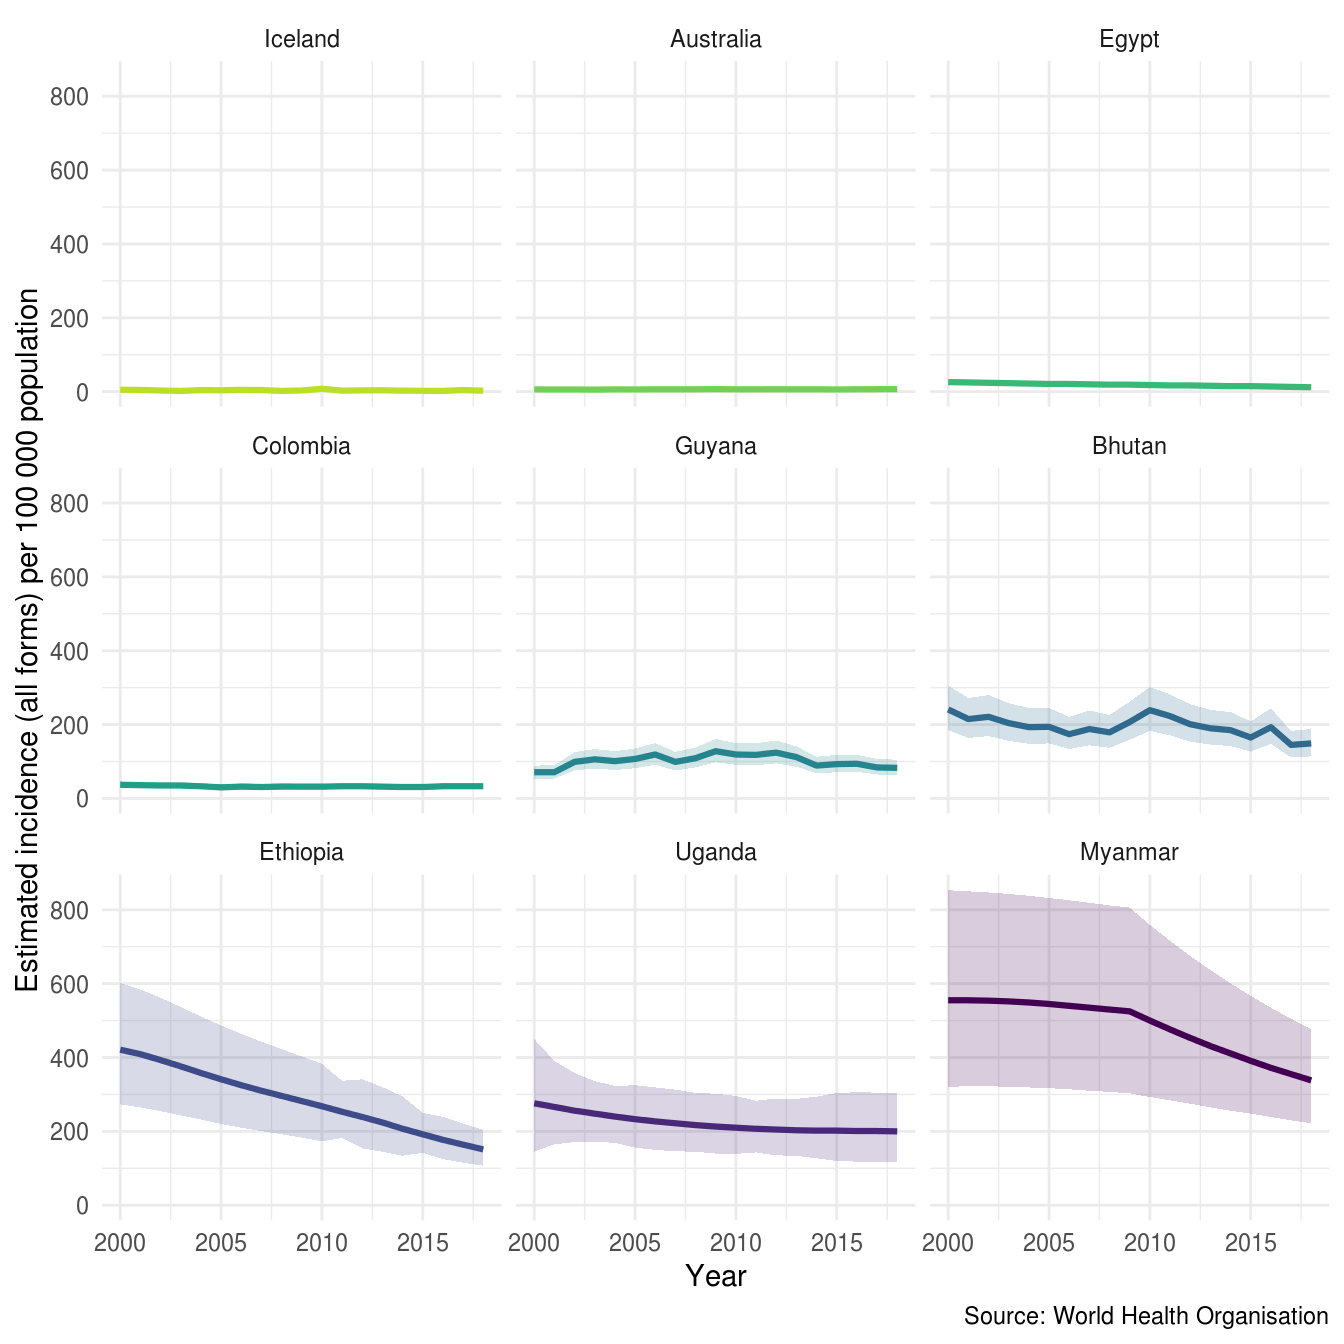 Iceland Australia Egypt
800
600
400
200
0
Colombia Guyana Bhutan
800
600
400
200
0
Ethiopia Uganda Myanmar
800
600
400
200
0
2000 2005 2010 2015 2000 2005 2010 2015 2000 2005 2010 2015
Estimated incidence (all forms) per 100 000 population
Year
Source: World Health Organisation